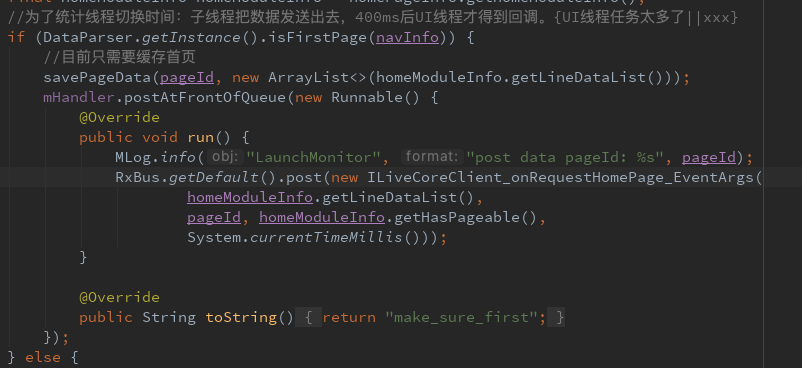 //为了统计线程切换时间：子线程把数据发送出去，400ms后UI线程才得到回调。{UI线程任务太多了||xxx}
if (DataParser.getInstance().isFirstPage(navInfo)) {
//目前只需要缓存首页
savePageData(pageId, new ArrayList<>(homeModuleInfo.getLineDataList()));
mHandler.postAtFrontOfQueue(new Runnable() {
@Override
public void run() {
MLog.info( obj: "LaunchMonitor", format: "post data pageId: %s", pageId);
RxBus.getDefault().post(new ILiveCoreClient_onRequestHomePage_EventArgs(
homeModuleInfo.getLineDataList(),
pageId, homeModuleInfo.getHasPageable(),
System.currentTimeMillis()));
}
@Override
public String toString() { return "make_sure_first"; }
});
} else {